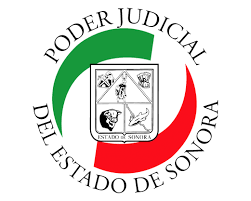 PODER JUDICIAL
ESTADO DE SONORA
DEL ESTADO DE SONORA